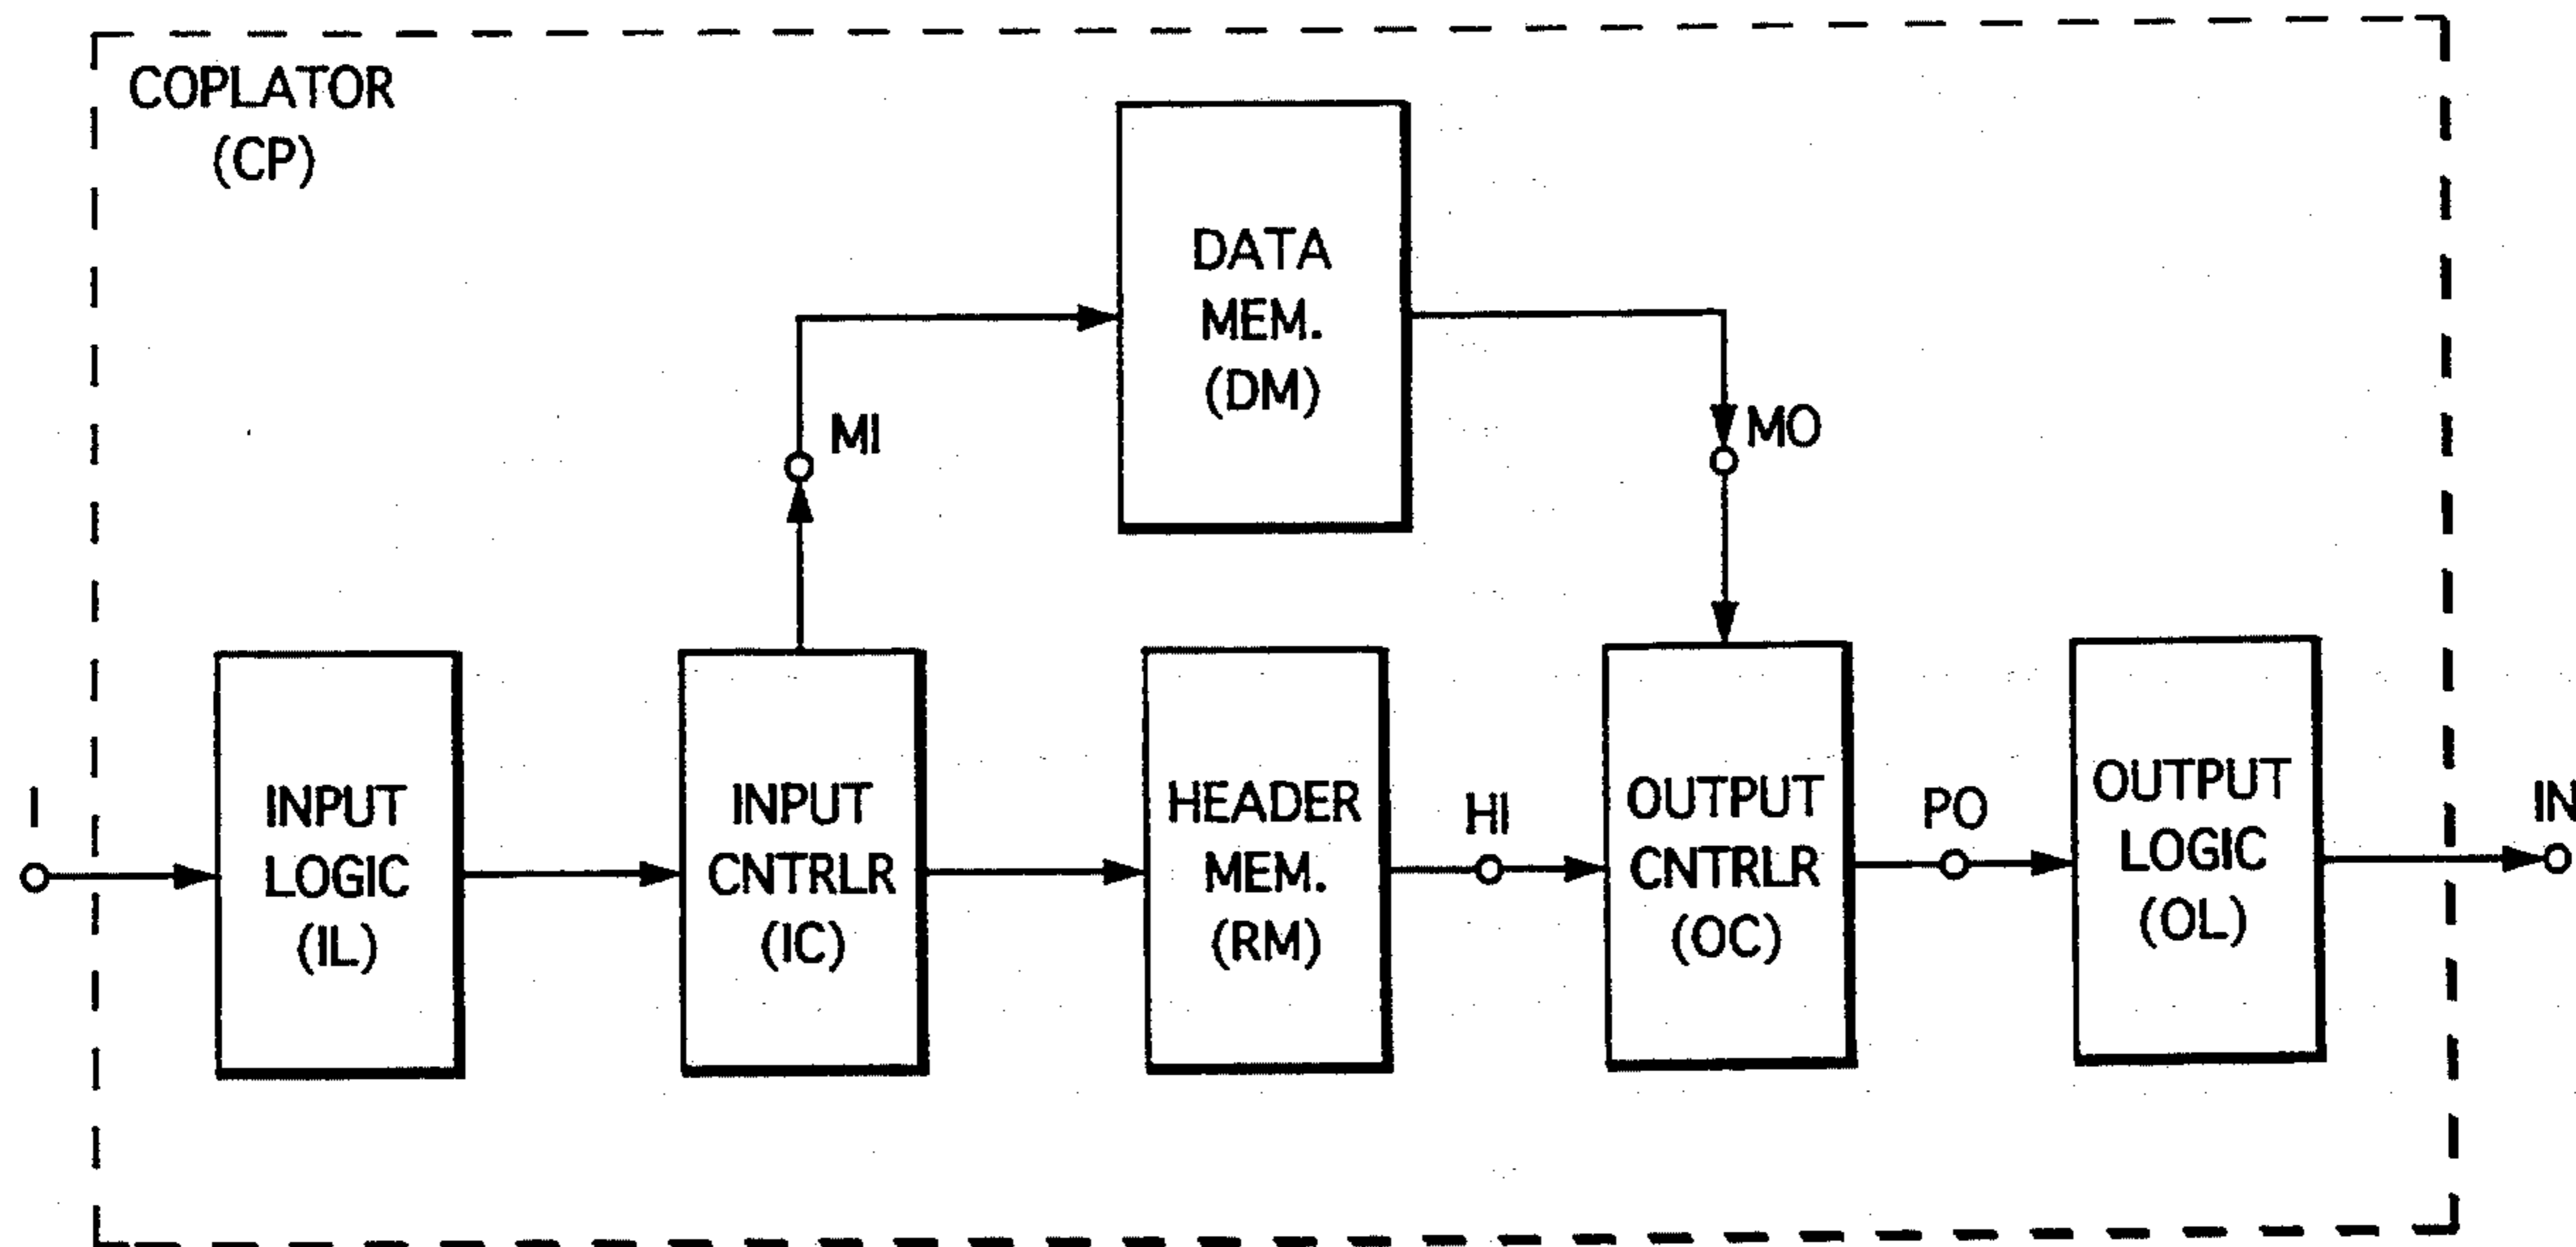 COPLATOR
(CP)
DATA
MEM.
(DM)
MI
MO
I
INPUT
LOGIC
(IL)
INPUT
CNTRLR
(IC)
HEADER
MEM.
(RM)
HI
OUTPUT
CNTRLR
(OC)
PO
OUTPUT
LOGIC
(OL)
IN